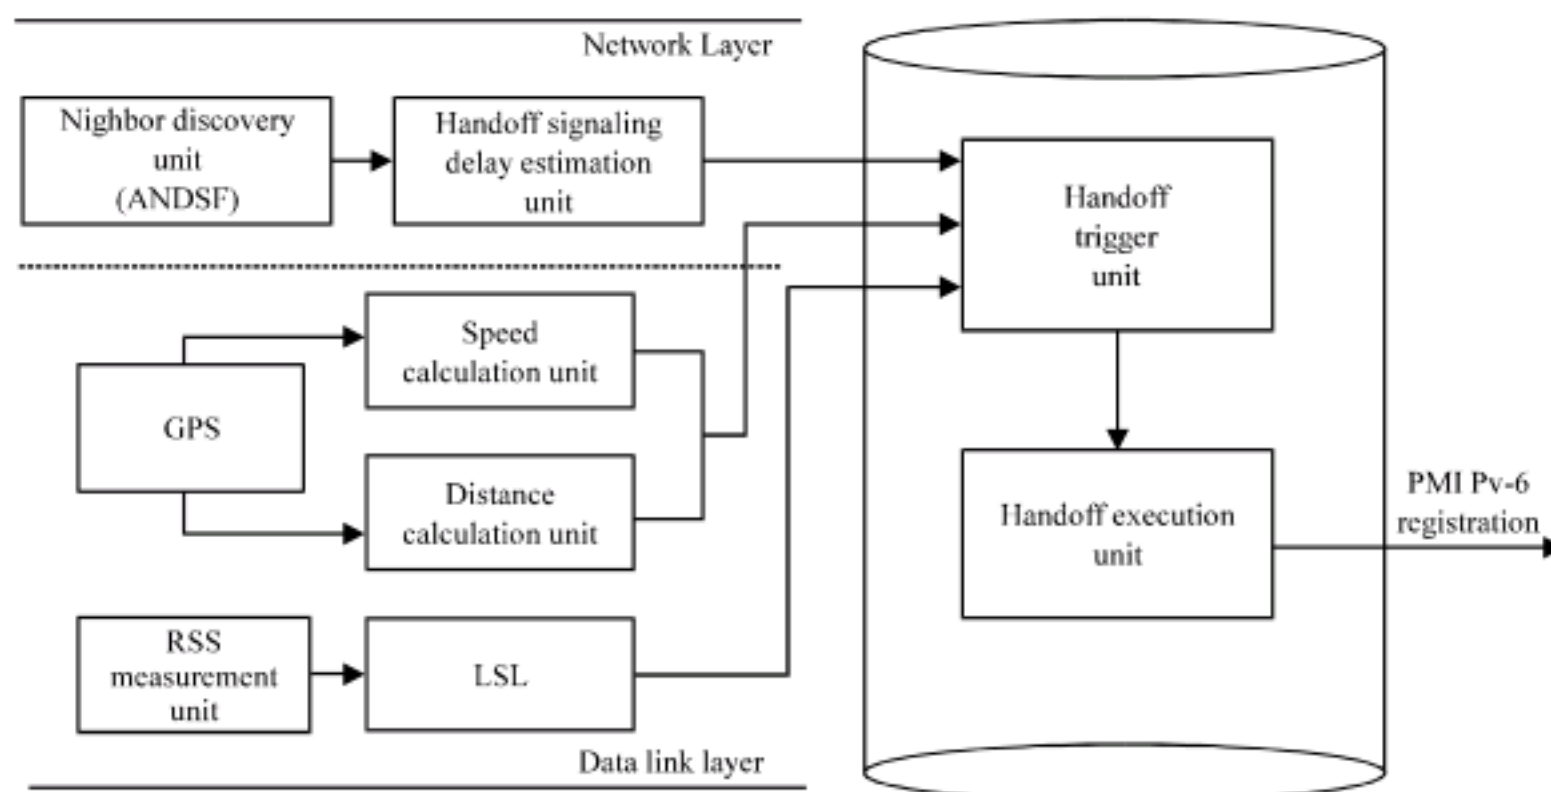 Network Layer
Nighbor discovery
unit
(ANDSF)
Handoff signaling
delay estimation
unit
Handoff
trigger
unit
Speed
calculation unit
GPS
Distance
calculation unit
Handoff execution
unit
PMI Pv-6
registration
RSS
measurement
unit
LSL
Data link layer